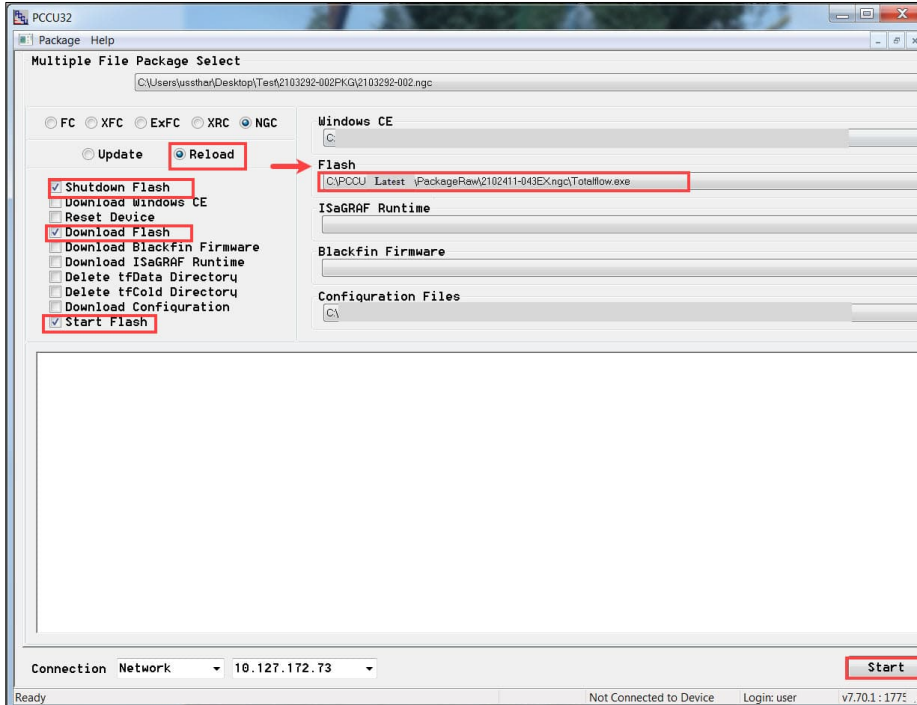 PCCU32
Package Help
Multiple File Package Select
C:\Users\ussthar\Desktop\Test\2103292-002PKG\2103292-002.ngc
FC XFC ExFC XRC NGC
Update Reload
Shutdown Flash
Download Windows CE
Reset Device
Download Flash
Download Blackfin Firmware
Download ISaGRAF Runtime
Delete tfData Directory
Delete tfCold Directory
Download Configuration
Start Flash
Windows CE
C:
Flash
C:\PCCU Latest \PackageRaw\2102411-043EX.ngc\Totalflow.exe
ISaGRAF Runtime
Blackfin Firmware
Configuration Files
C:\
Connection Network 10.127.172.73 Start
Ready Not Connected to Device Login: user v7.70.1 : 1775